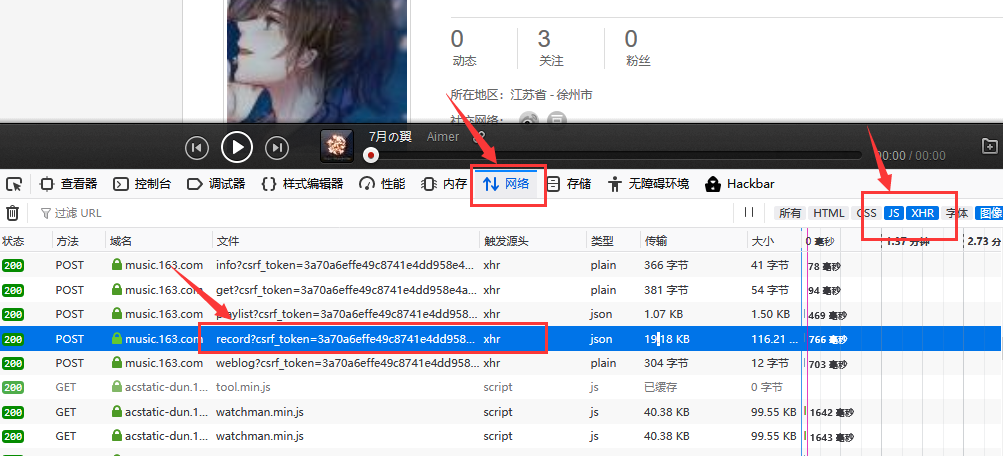 0 3 0
动态 关注 粉丝
所在地区：江苏省 - 徐州市
社交网络：
7月の翼 Aimer
00:00 / 00:00
查看器 控制台 调试器 样式编辑器 性能 内存 网络 存储 无障碍环境 Hackbar
过滤 URL 所有 HTML CSS JS XHR 字体 图像
状态 方法 域名 文件 触发源头 类型 传输 大小 0 毫秒 1.37 分钟 2.73 分
200 POST music.163.com info?csrf_token=3a70a6effe49c8741e4dd958e4... xhr plain 366 字节 41 字节 78 毫秒
200 POST music.163.com get?csrf_token=3a70a6effe49c8741e4dd958e4a... xhr plain 381 字节 54 字节 94 毫秒
200 POST music.163.com playlist?csrf_token=3a70a6effe49c8741e4dd958... xhr json 1.07 KB 1.50 KB 469 毫秒
200 POST music.163.com record?csrf_token=3a70a6effe49c8741e4dd958... xhr json 19.18 KB 116.21 ... 766 毫秒
200 POST music.163.com weblog?csrf_token=3a70a6effe49c8741e4dd958... xhr plain 304 字节 12 字节 703 毫秒
200 GET acstatic-dun.1... tool.min.js script js 已缓存 0 字节
200 GET acstatic-dun.1... watchman.min.js script js 40.38 KB 99.55 KB 1642 毫秒
200 GET acstatic-dun.1... watchman.min.js script js 40.38 KB 99.55 KB 1643 毫秒